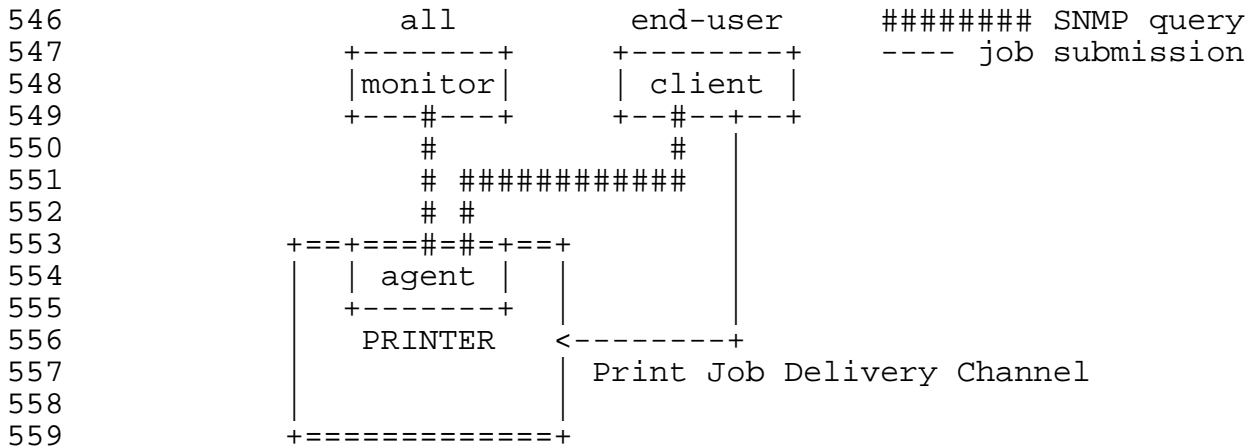 546                     all            end-user     ######## SNMP query
547                  +-------+      +--------+    ---- job submission
548                  |monitor|      | client |
549                  +---#---+      +--#--+--+
550                      #             #  |
551                      # ############   |
552                      # #              |
553               +==+===#=#=+==+         |
554               |  | agent |  |         |
555               |  +-------+  |         |
556               |   PRINTER   <--------+
557               |             | Print Job Delivery Channel
558               |             |
559               +=============+